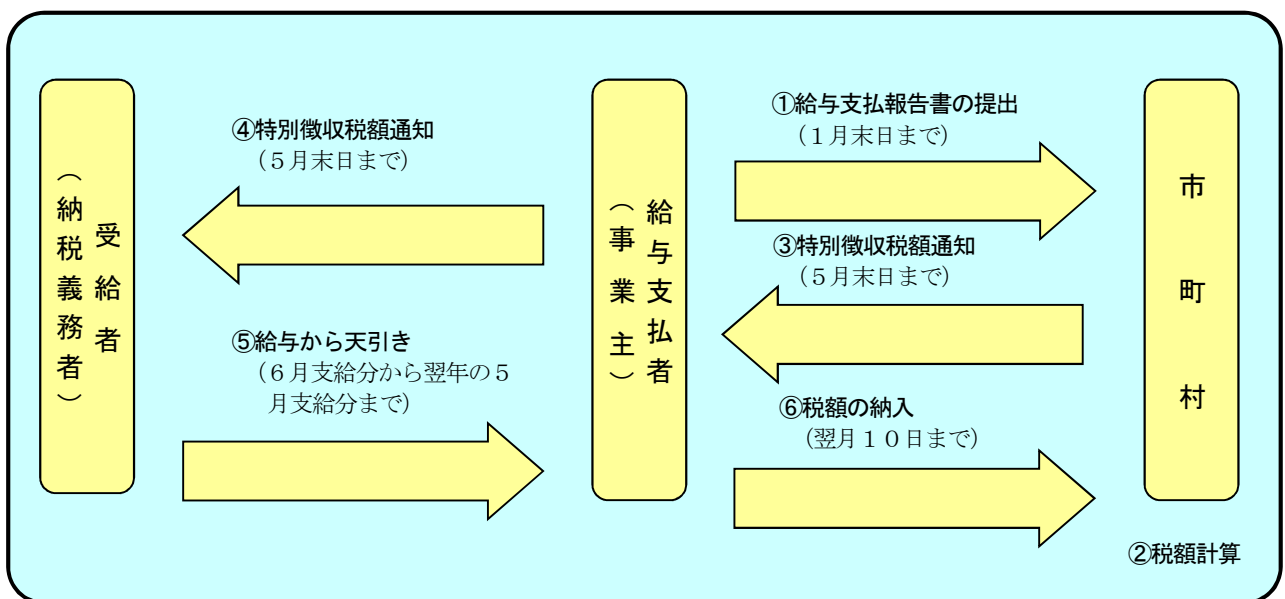 受給者
（納税義務者）
④特別徴収税額通知
（５月末日まで）
⑤給与から天引き
（６月支給分から翌年の５
月支給分まで）
給与支払者
（事業主）
①給与支払報告書の提出
（１月末日まで）
③特別徴収税額通知
（５月末日まで）
⑥税額の納入
（翌月１０日まで）
市町村
②税額計算